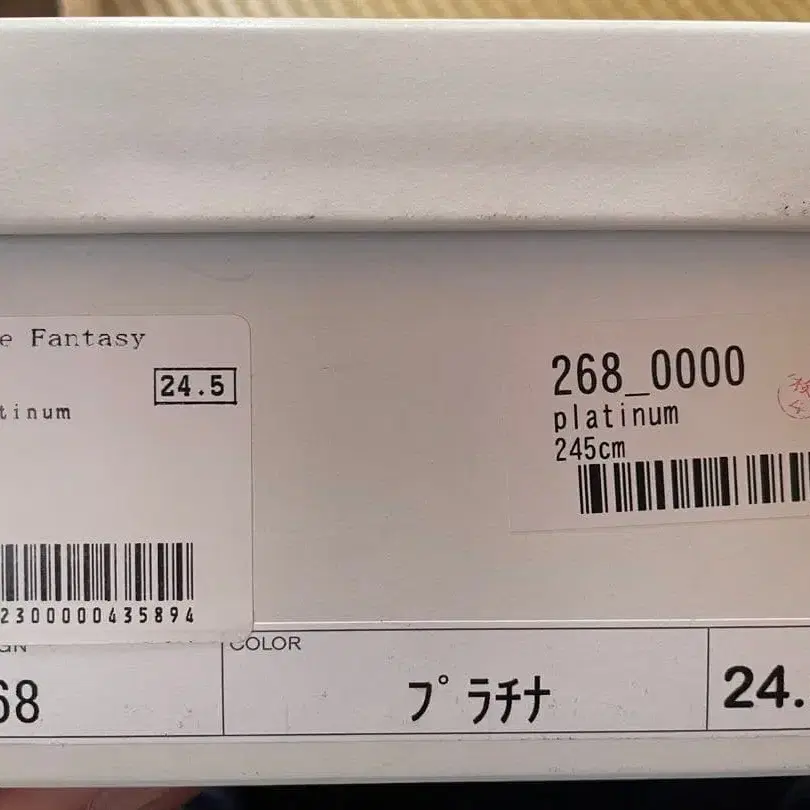 e Fantasy
24.5
tinum
2300000435894
268_0000
platinum
245cm
COLOR
68
プラチナ
24.